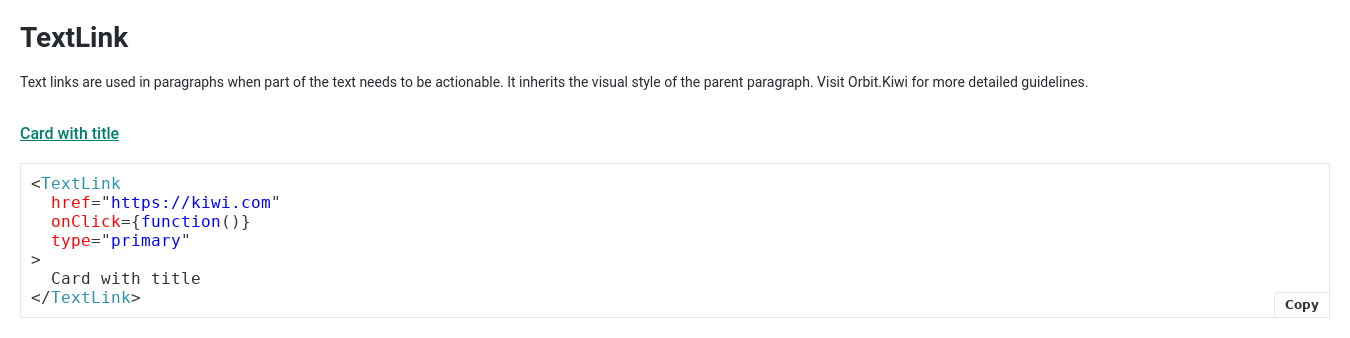 TextLink
Text links are used in paragraphs when part of the text needs to be actionable. It inherits the visual style of the parent paragraph. Visit Orbit.Kiwi for more detailed guidelines.
Card with title
<TextLink
  href="https://kiwi.com"
  onClick={function()}
  type="primary"
>
  Card with title
</TextLink>
Copy